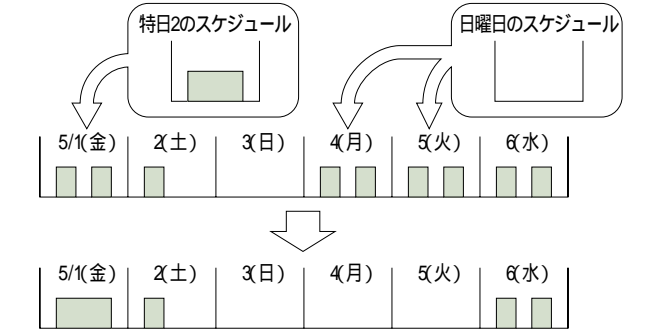 特日2のスケジュール
日曜日のスケジュール
5/1(金)
2(土)
3(日)
4(月)
5(火)
6(水)
5/1(金)
2(土)
3(日)
4(月)
5(火)
6(水)